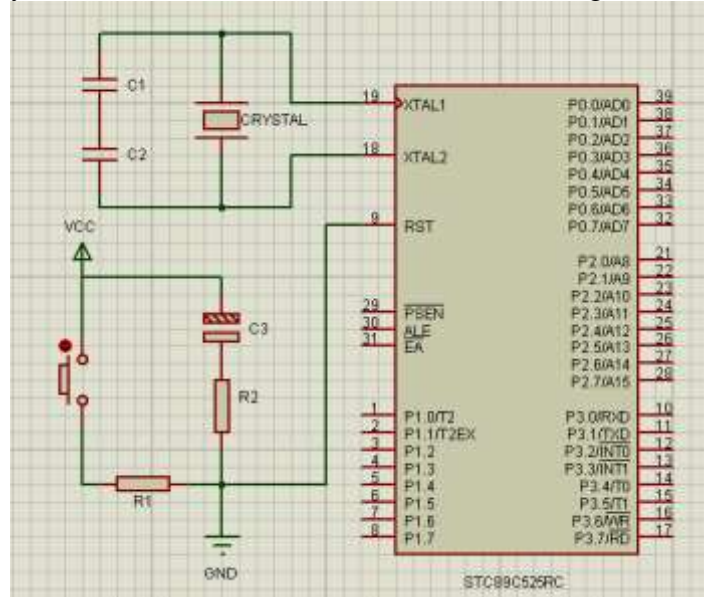 C1
C2
CRYSTAL
VCC
C3
R2
R1
GND
19
XTAL1
18
XTAL2
9
RST
29
PSEN
30
ALE
31
EA
1
P1.0/T2
2
P1.1/T2EX
3
P1.2
4
P1.3
5
P1.4
6
P1.5
7
P1.6
8
P1.7
P0.0/AD0
39
P0.1/AD1
38
P0.2/AD2
37
P0.3/AD3
36
P0.4/AD4
35
P0.5/AD5
34
P0.6/AD6
33
P0.7/AD7
32
P2.0/A8
21
P2.1/A9
22
P2.2/A10
23
P2.3/A11
24
P2.4/A12
25
P2.5/A13
26
P2.6/A14
27
P2.7/A15
28
P3.0/RXD
10
P3.1/TXD
11
P3.2/INT0
12
P3.3/INT1
13
P3.4/T0
14
P3.5/T1
15
P3.6/WR
16
P3.7/RD
17
STC89C525RC